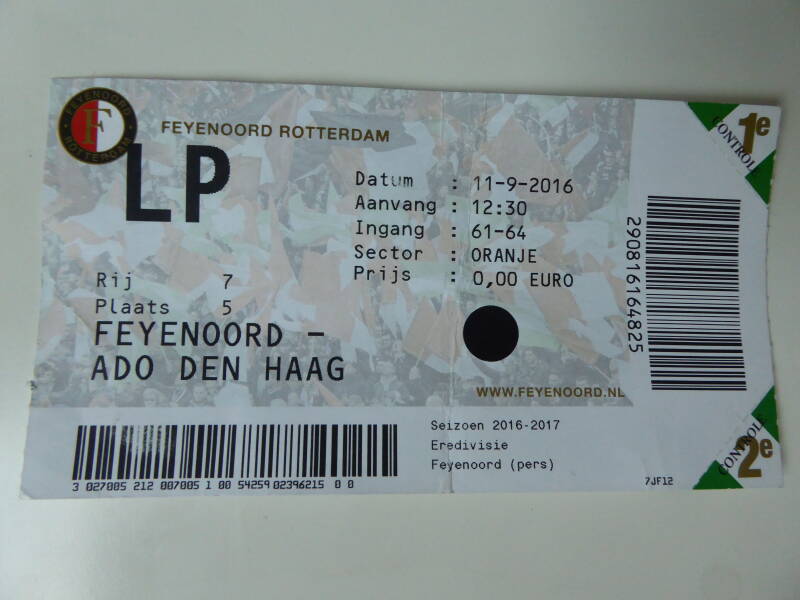 FEYENOORD
ROTTERDAM
FEYENOORD ROTTERDAM
LP
Datum : 11-9-2016
Aanvang : 12:30
Ingang : 61-64
Sector : ORANJE
Prijs : 0,00 EURO
Rij 7
Plaats 5
FEYENOORD -
ADO DEN HAAG
WWW.FEYENOORD.NL
Seizoen 2016-2017
Eredivisie
Feyenoord (pers)
3 027005 212 007005 1 00 54259 02396215 0 0
7JF12
290816164825
1e
CONTROLE
2e
CONTROLE